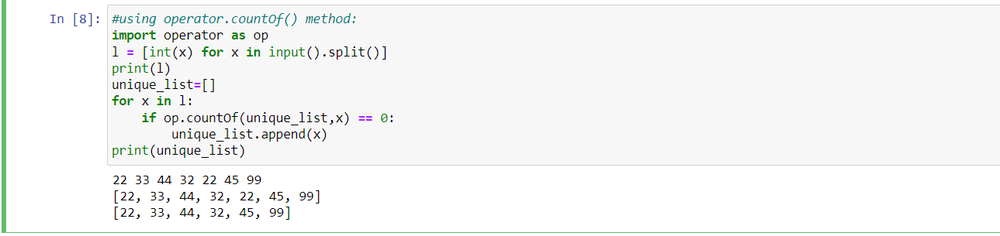 In [8]: #using operator.countOf() method:
import operator as op
l = [int(x) for x in input().split()]
print(l)
unique_list=[]
for x in l:
    if op.countOf(unique_list,x) == 0:
        unique_list.append(x)
print(unique_list)
22 33 44 32 22 45 99
[22, 33, 44, 32, 22, 45, 99]
[22, 33, 44, 32, 45, 99]